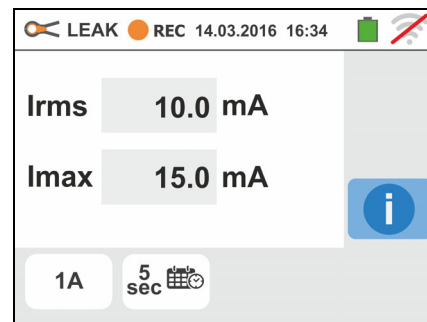 LEAK REC 14.03.2016 16:34
Irms 10.0 mA
Imax 15.0 mA
i
1A 5 sec